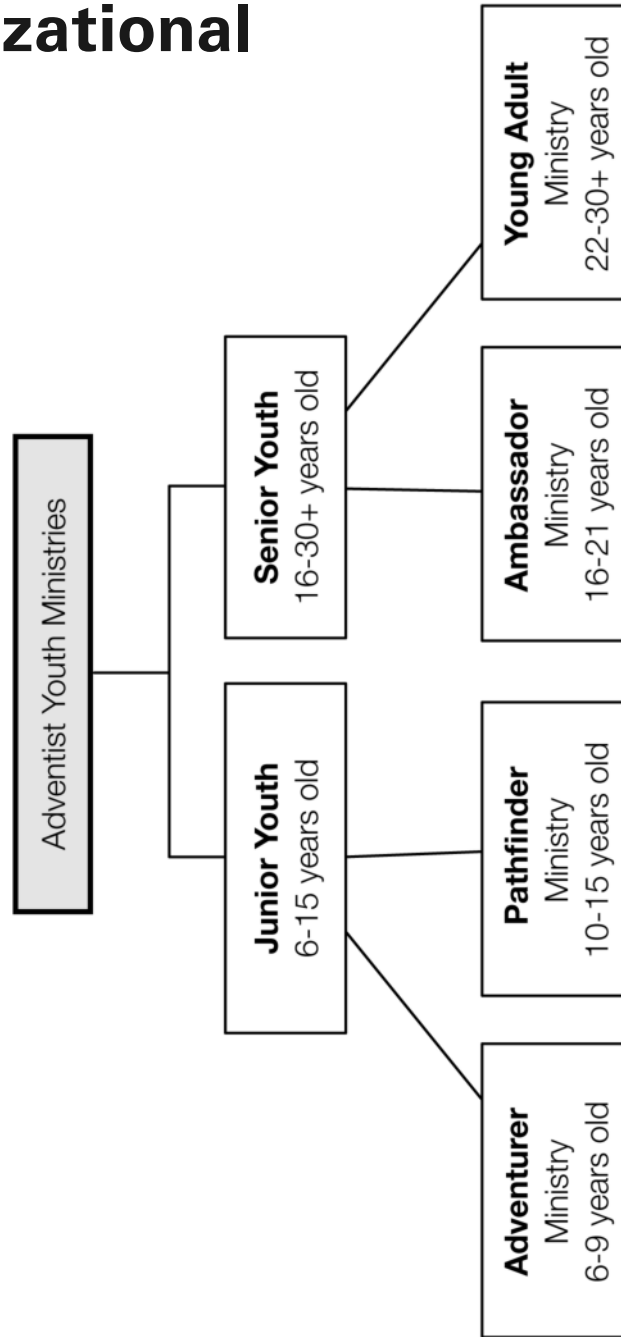 zational
Adventist Youth Ministries
Junior Youth
6-15 years old
Senior Youth
16-30+ years old
Adventurer
Ministry
6-9 years old
Pathfinder
Ministry
10-15 years old
Ambassador
Ministry
16-21 years old
Young Adult
Ministry
22-30+ years old